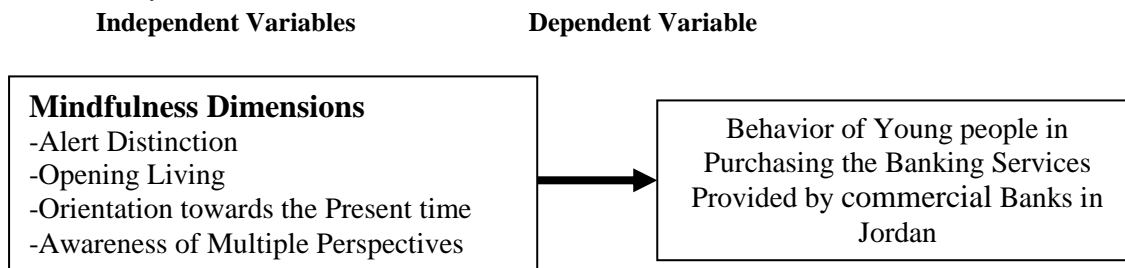 Independent Variables Dependent Variable
Mindfulness Dimensions
-Alert Distinction
-Opening Living
-Orientation towards the Present time
-Awareness of Multiple Perspectives
Behavior of Young people in
Purchasing the Banking Services
Provided by commercial Banks in
Jordan